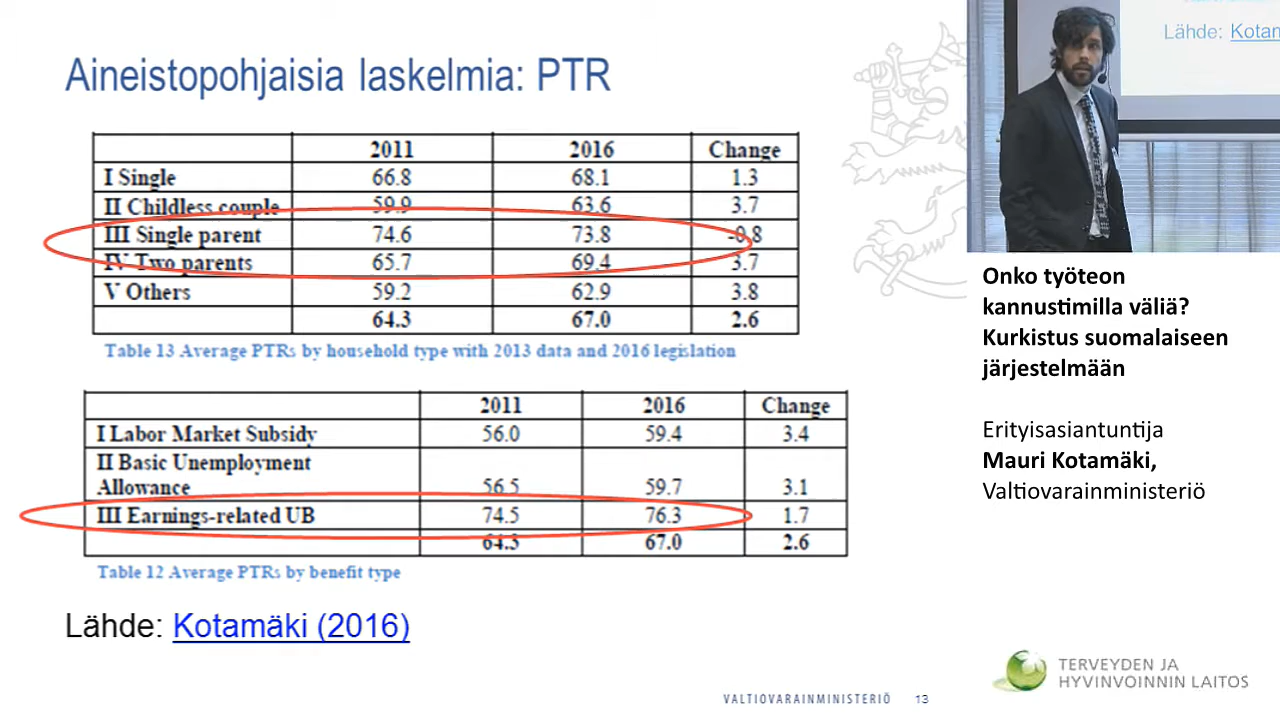 Aineistopohjaisia laskelmia: PTR
2011 2016 Change
I Single 66.8 68.1 1.3
II Childless couple 59.9 63.6 3.7
III Single parent 74.6 73.8 -0.8
IV Two parents 65.7 69.4 3.7
V Others 59.2 62.9 3.8
64.3 67.0 2.6
Table 13 Average PTRs by household type with 2013 data and 2016 legislation
2011 2016 Change
I Labor Market Subsidy 56.0 59.4 3.4
II Basic Unemployment
Allowance 56.5 59.7 3.1
III Earnings-related UB 74.5 76.3 1.7
64.3 67.0 2.6
Table 12 Average PTRs by benefit type
Lähde: Kotamäki (2016)
VALTIOVARAINMINISTERIÖ 13
Lähde: Kotam
Onko työteon
kannustimilla väliä?
Kurkistus suomalaiseen
järjestelmään
Erityisasiantuntija
Mauri Kotamäki,
Valtiovarainministeriö
TERVEYDEN JA
HYVINVOINNIN LAITOS